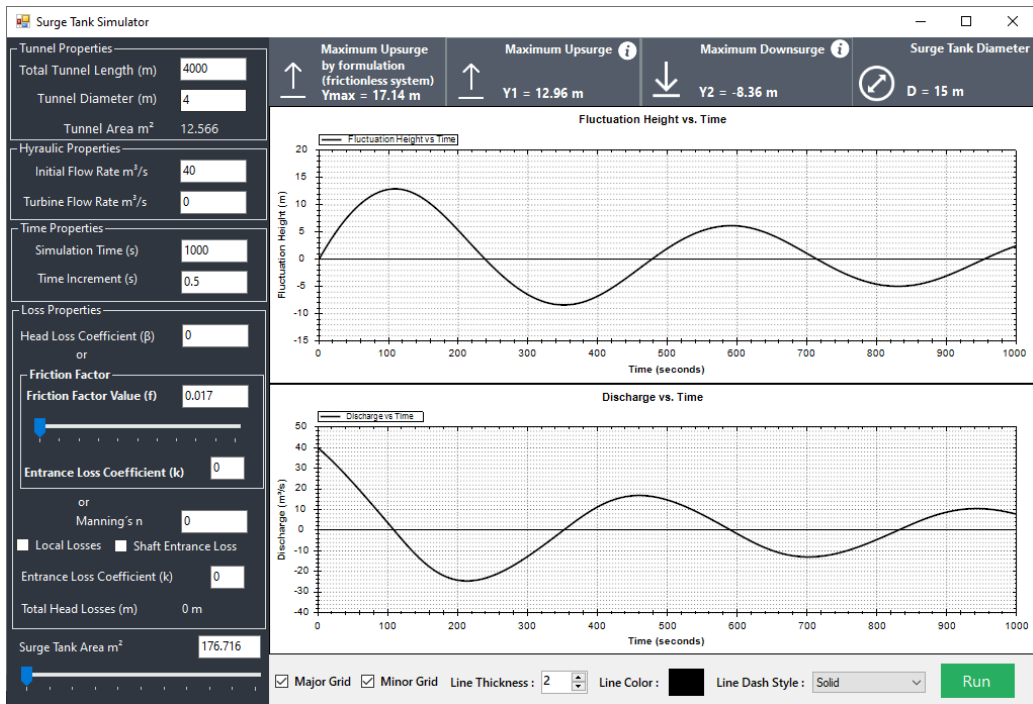 Surge Tank Simulator
Tunnel Properties
Total Tunnel Length (m) 4000
Tunnel Diameter (m) 4
Tunnel Area m² 12.566
Hyraulic Properties
Initial Flow Rate m³/s 40
Turbine Flow Rate m³/s 0
Time Properties
Simulation Time (s) 1000
Time Increment (s) 0.5
Loss Properties
Head Loss Coefficient (β) 0
or
Friction Factor
Friction Factor Value (f) 0.017
Entrance Loss Coefficient (k) 0
or
Manning´s n 0
Local Losses Shaft Entrance Loss
Entrance Loss Coefficient (k) 0
Total Head Losses (m) 0 m
Surge Tank Area m² 176.716
Maximum Upsurge
by formulation
(frictionless system)
Ymax = 17.14 m
Maximum Upsurge i
Y1 = 12.96 m
Maximum Downsurge i
Y2 = -8.36 m
Surge Tank Diameter
D = 15 m
Fluctuation Height vs. Time
Fluctuation Height vs Time
Fluctuation Height (m)
20
15
10
5
0
-5
-10
-15
0 100 200 300 400 500 600 700 800 900 1000
Time (seconds)
Discharge vs. Time
Discharge vs Time
Discharge (m³/s)
50
40
30
20
10
0
-10
-20
-30
-40
0 100 200 300 400 500 600 700 800 900 1000
Time (seconds)
Major Grid Minor Grid Line Thickness : 2 Line Color : Line Dash Style : Solid Run